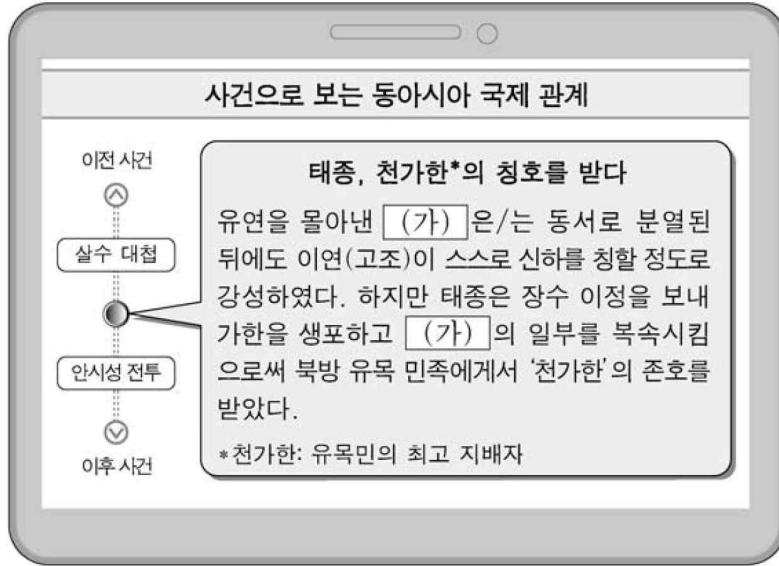 사건으로 보는 동아시아 국제 관계
이전 사건
살수 대첩
안시성 전투
이후 사건
태종, 천가한*의 칭호를 받다
유연을 몰아낸 (가) 은/는 동서로 분열된
뒤에도 이연(고조)이 스스로 신하를 칭할 정도로
강성하였다. 하지만 태종은 장수 이정을 보내
가한을 생포하고 (가) 의 일부를 복속시킴
으로써 북방 유목 민족에게서 ‘천가한’의 존호를
받았다.
*천가한: 유목민의 최고 지배자